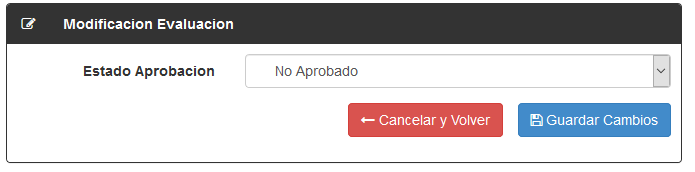 Modificacion Evaluacion
Estado Aprobacion No Aprobado
Cancelar y Volver Guardar Cambios